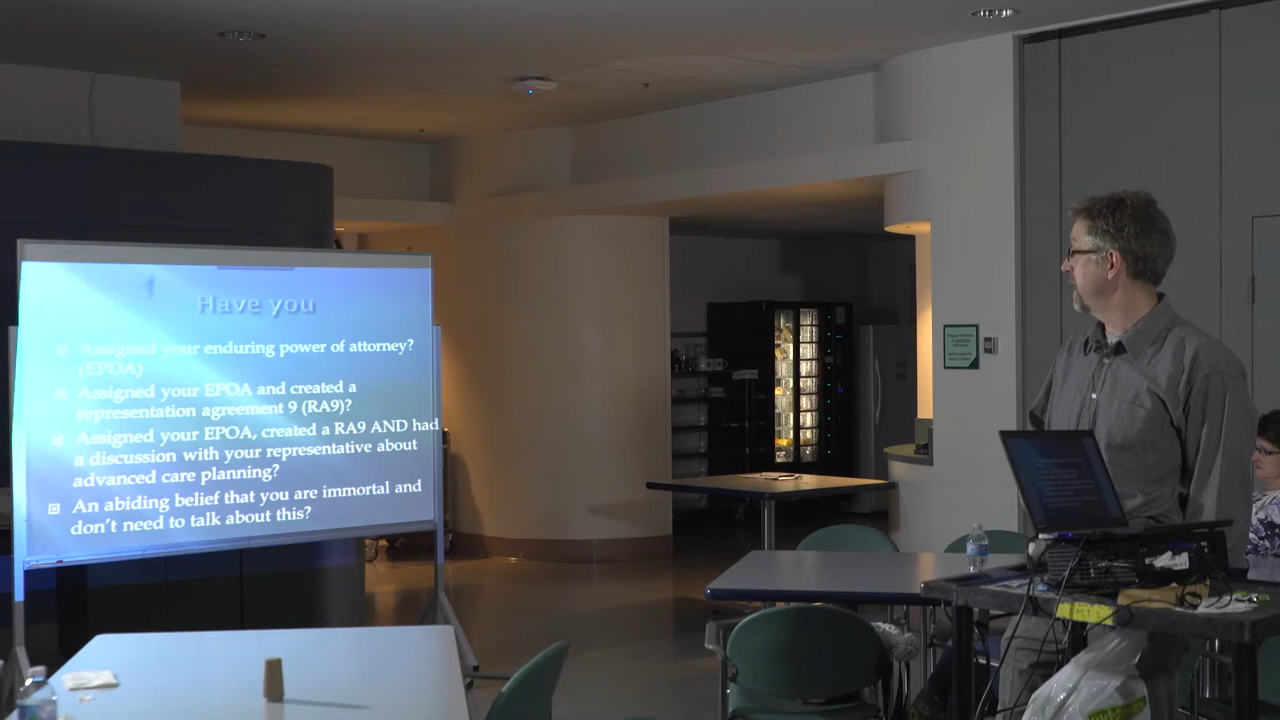 Have you
Assigned your enduring power of attorney?
(EPOA)
Assigned your EPOA and created a
representation agreement 9 (RA9)?
Assigned your EPOA, created a RA9 AND had
a discussion with your representative about
advanced care planning?
An abiding belief that you are immortal and
don't need to talk about this?